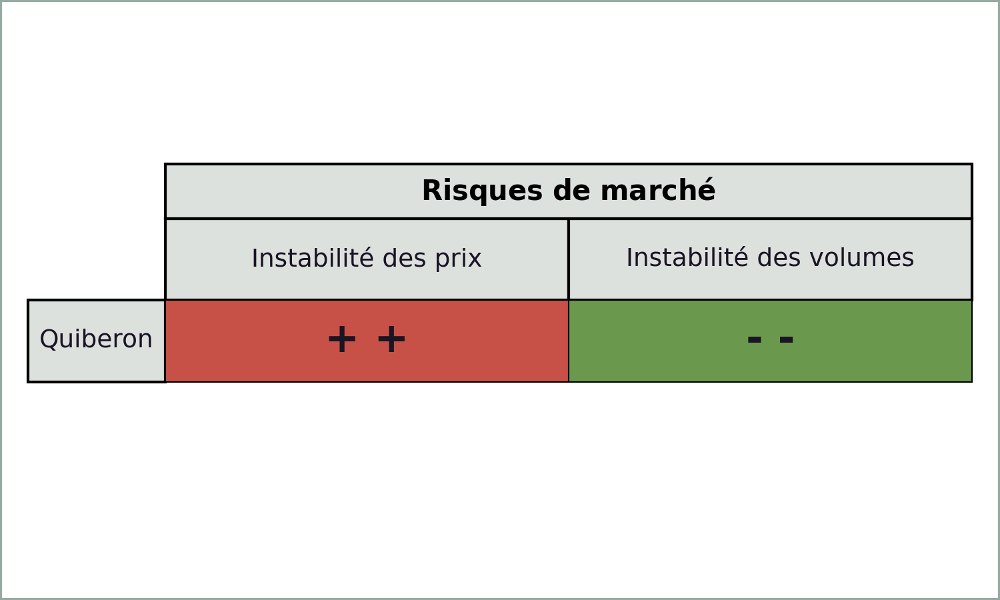 Risques de marché
Instabilité des prix
Instabilité des volumes
Quiberon
+ +
- -